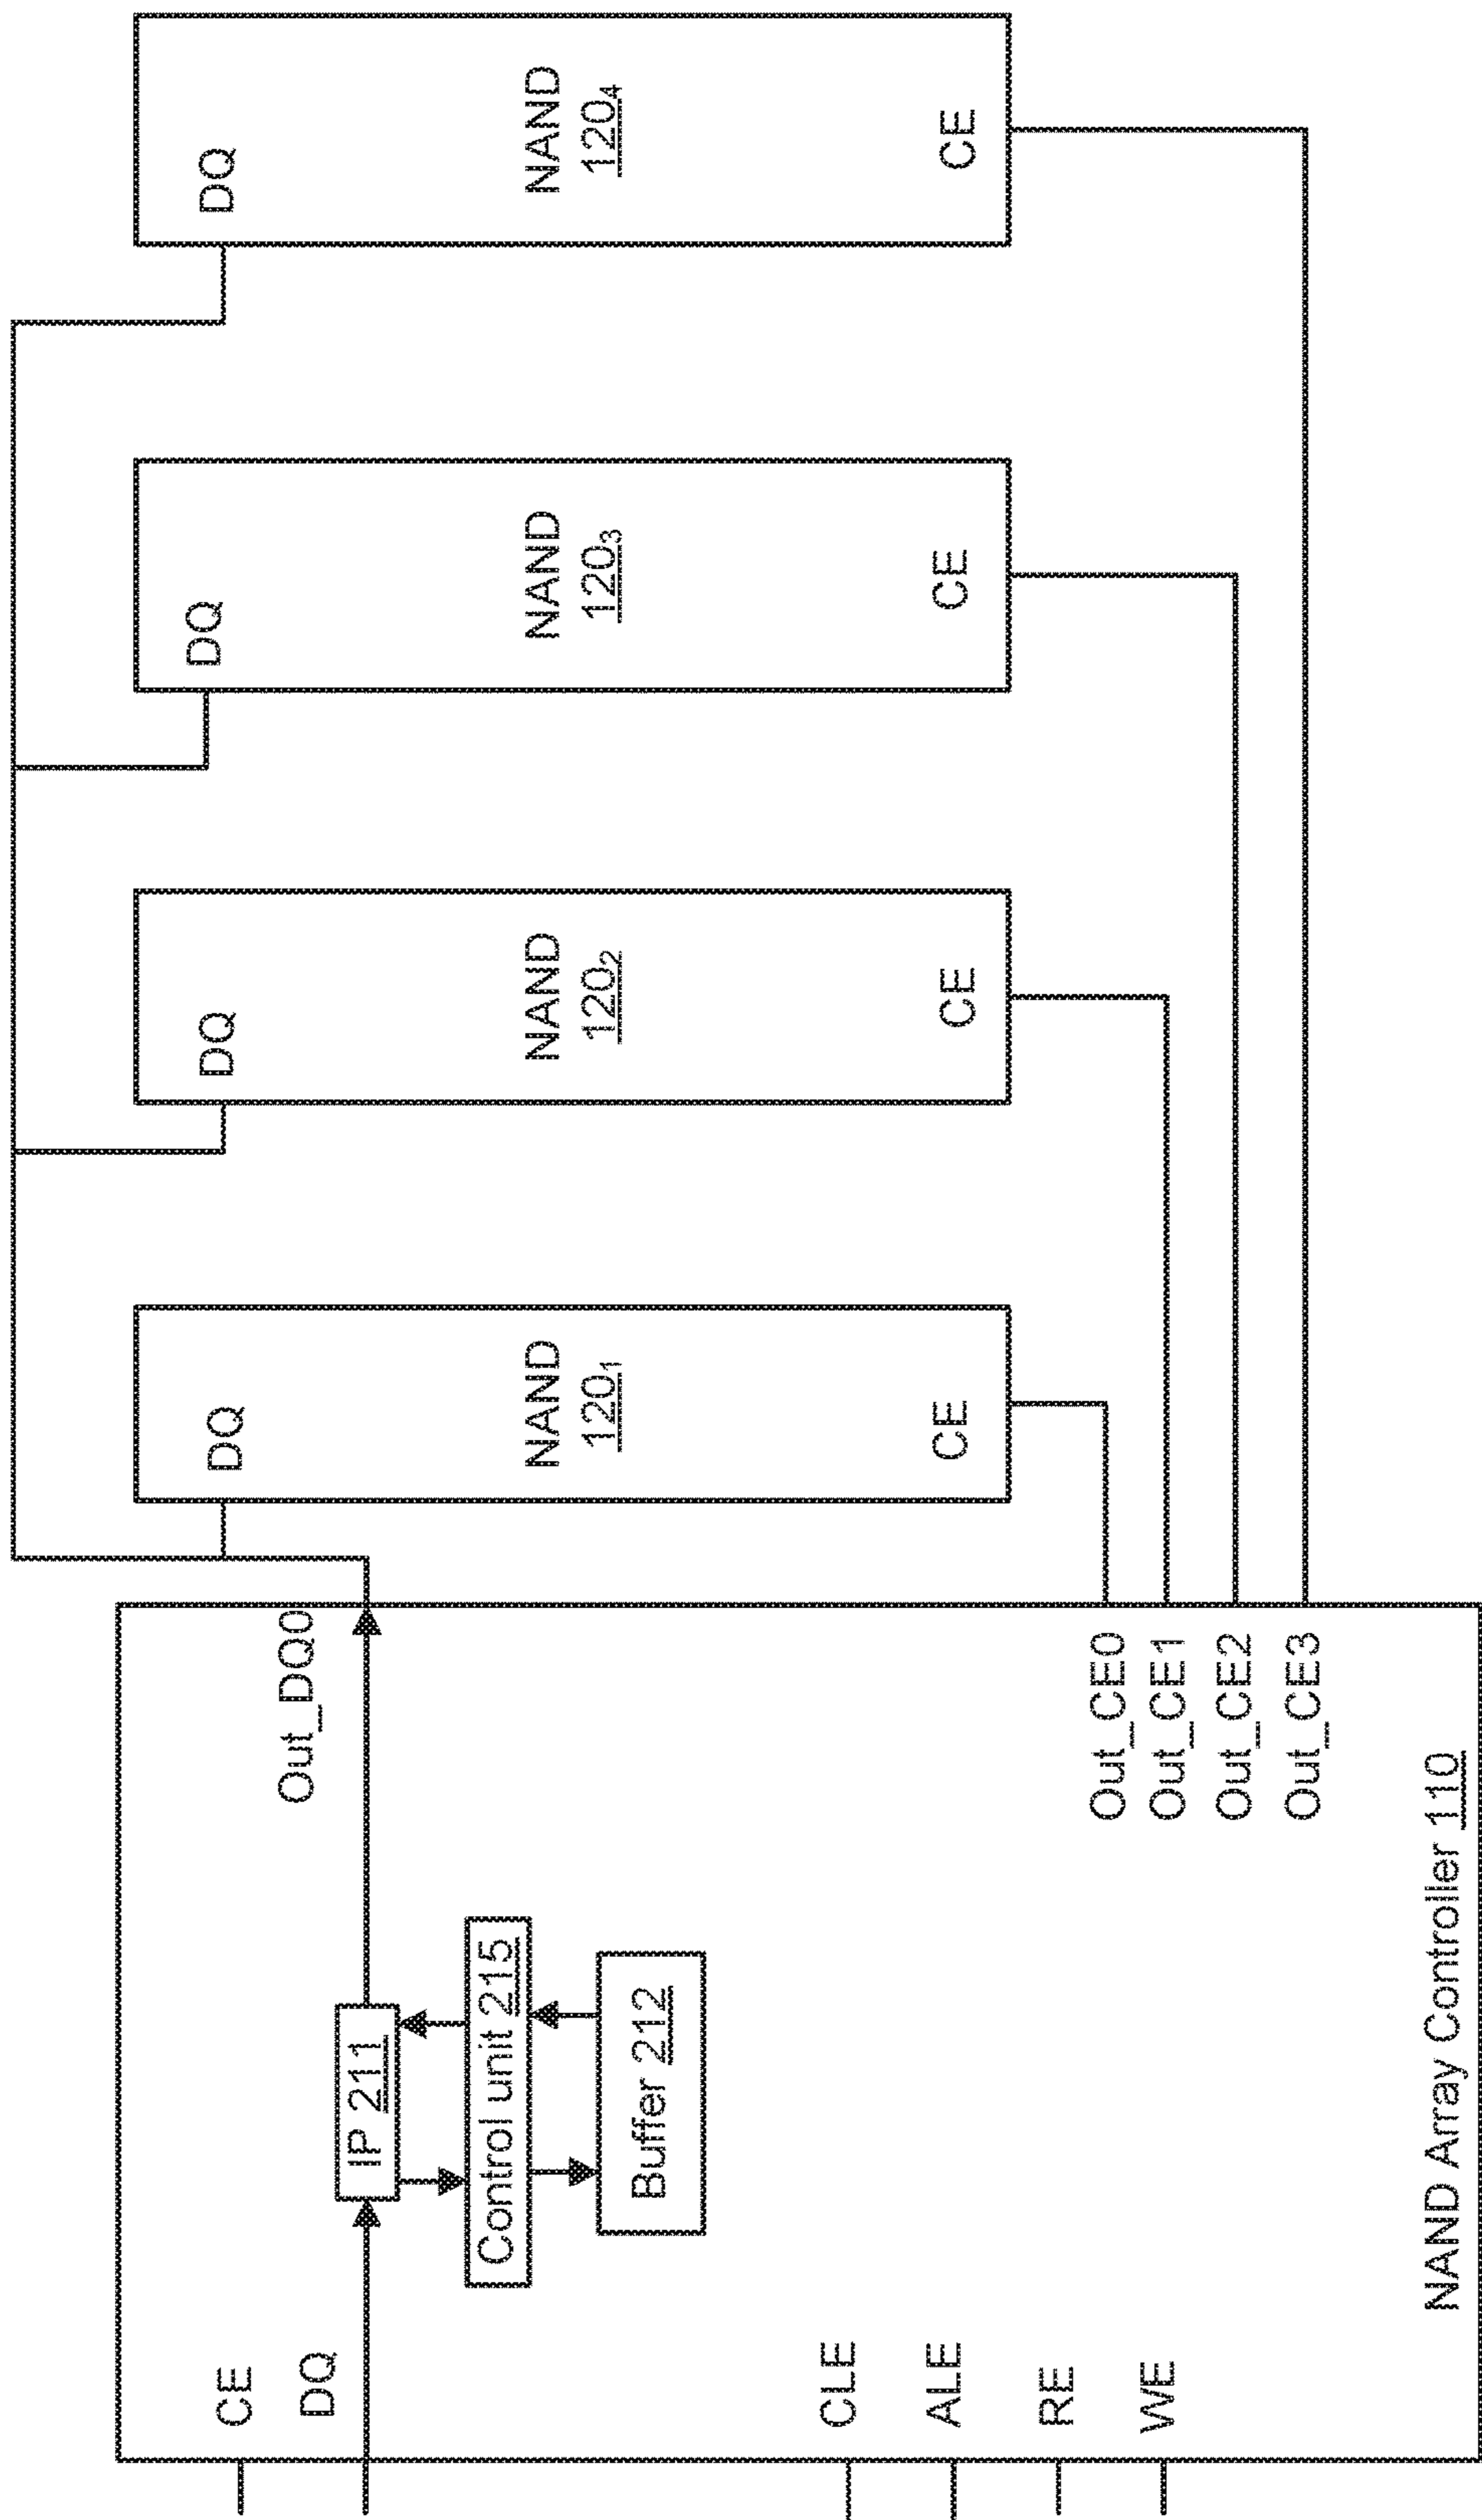 CE
DQ
CLE
ALE
RE
WE
IP 211
Control unit 215
Buffer 212
Out_DQ0
Out_CE0
Out_CE1
Out_CE2
Out_CE3
NAND Array Controller 110
DQ
NAND
120₁
CE
DQ
NAND
120₂
CE
DQ
NAND
120₃
CE
DQ
NAND
120₄
CE